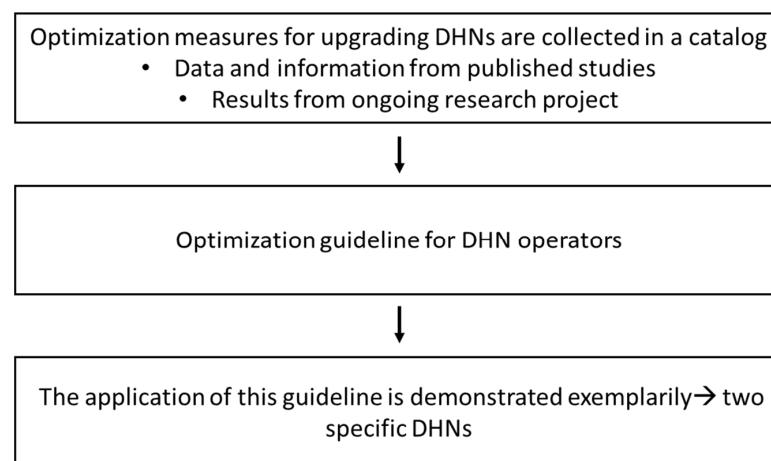 Optimization measures for upgrading DHNs are collected in a catalog
• Data and information from published studies
• Results from ongoing research project
Optimization guideline for DHN operators
The application of this guideline is demonstrated exemplarily→ two
specific DHNs